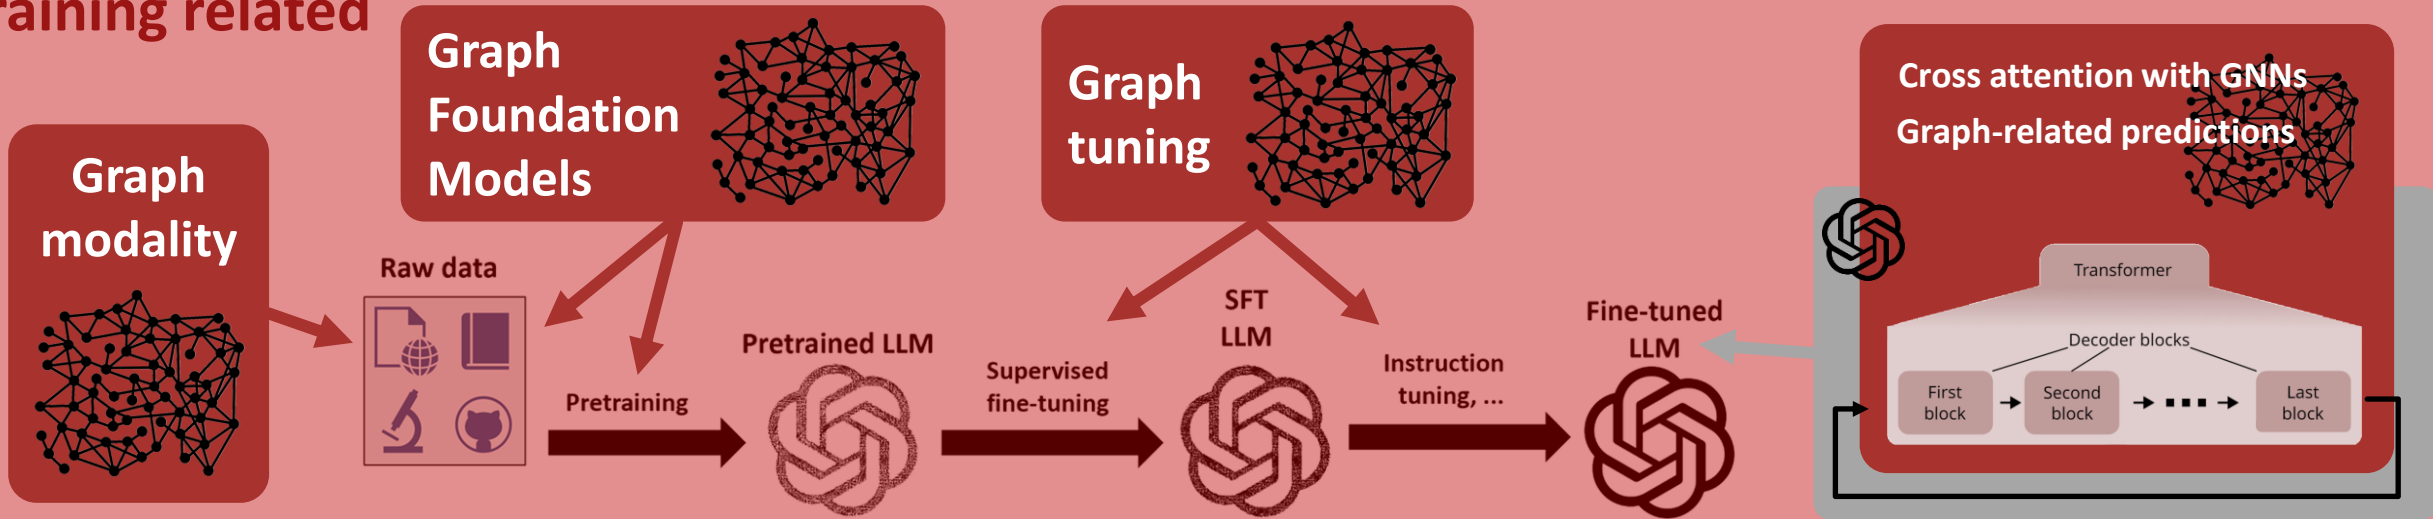 raining related
Graph
modality
Graph
Foundation
Models
Graph
tuning
Cross attention with GNNs
Graph-related predictions
Raw data
Pretraining
Pretrained LLM
Supervised
fine-tuning
SFT
LLM
Instruction
tuning, ...
Fine-tuned
LLM
Transformer
Decoder blocks
First
block
Second
block
Last
block